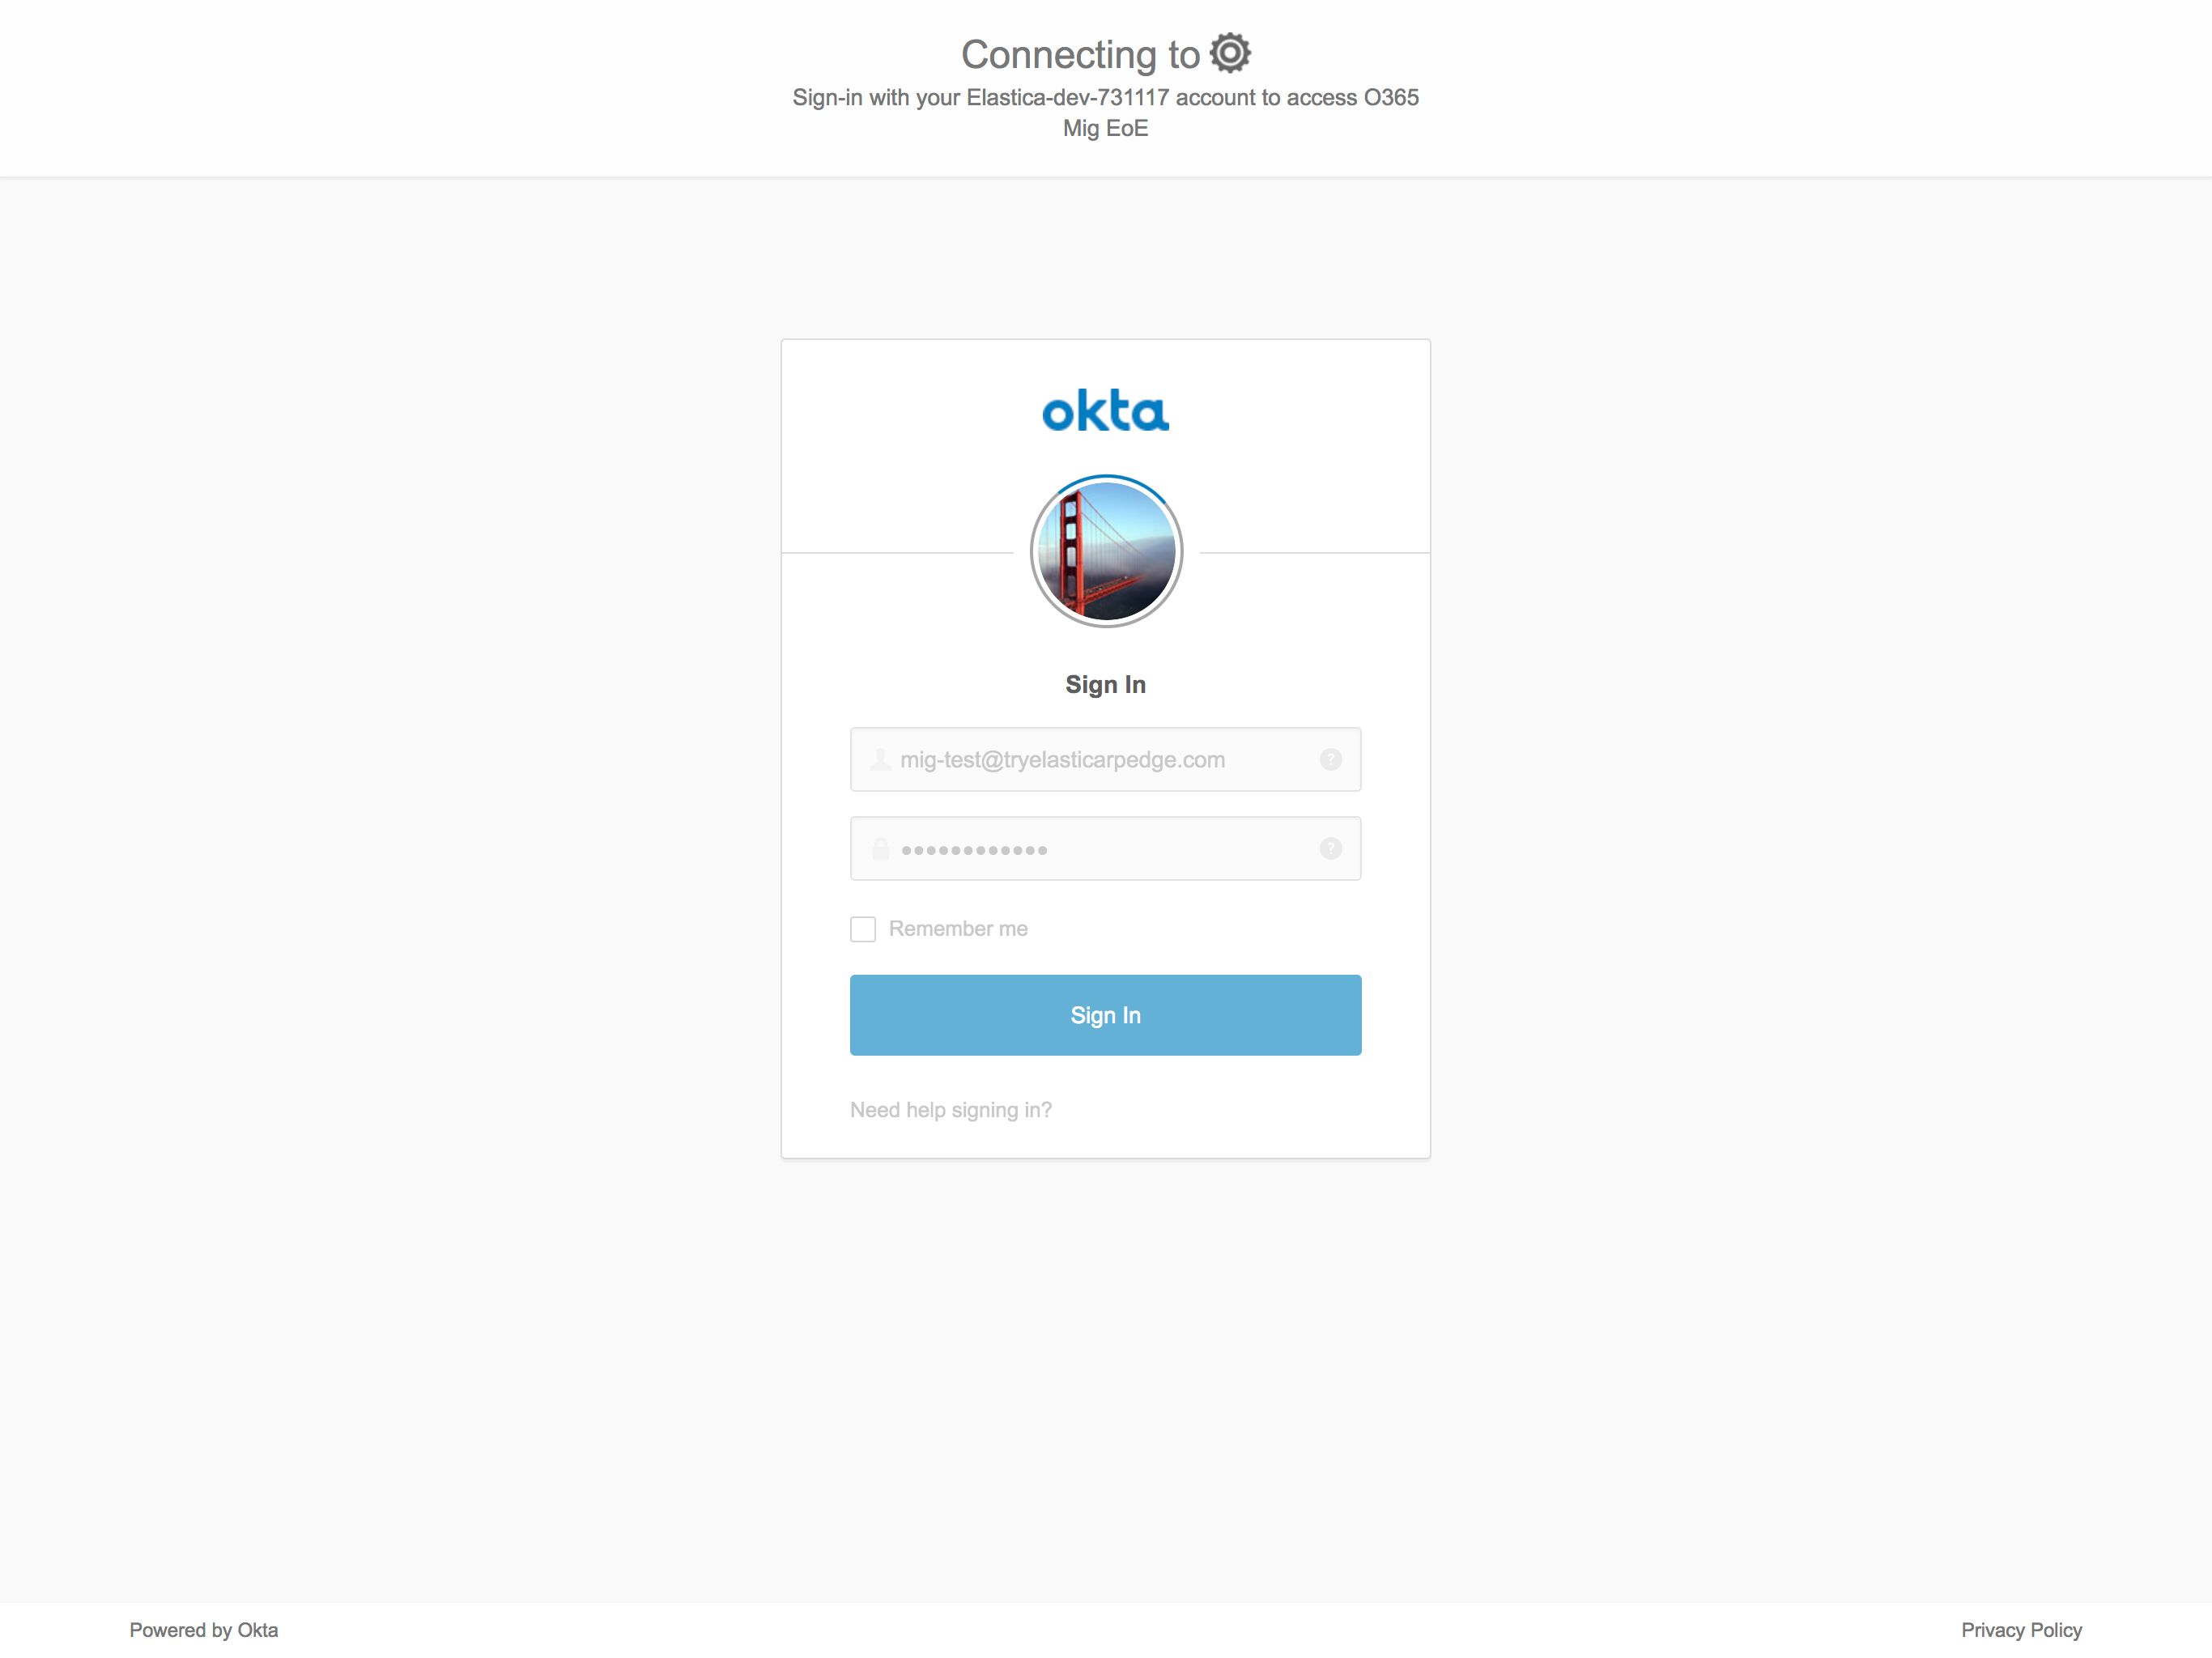 Connecting to
Sign-in with your Elastica-dev-731117 account to access O365
Mig EoE
okta
Sign In
mig-test@tryelasticarpedge.com
••••••••••••
Remember me
Sign In
Need help signing in?
Powered by Okta
Privacy Policy